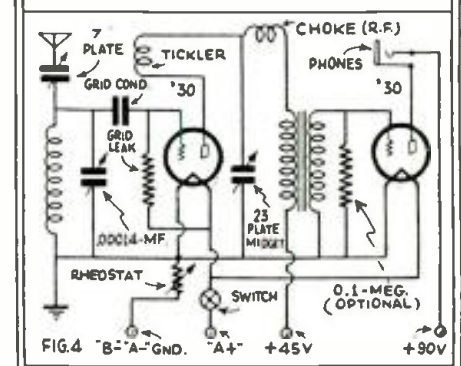 7
PLATE
TICKLER
CHOKE (R.F.)
PHONES
GRID COND.
'30
'30
GRID
LEAK
.00014-MF.
23
PLATE
MIDGET
RHEOSTAT
SWITCH
0.1-MEG.
(OPTIONAL)
FIG.4 "B-" "A-" GND. "A+" +45V +90V